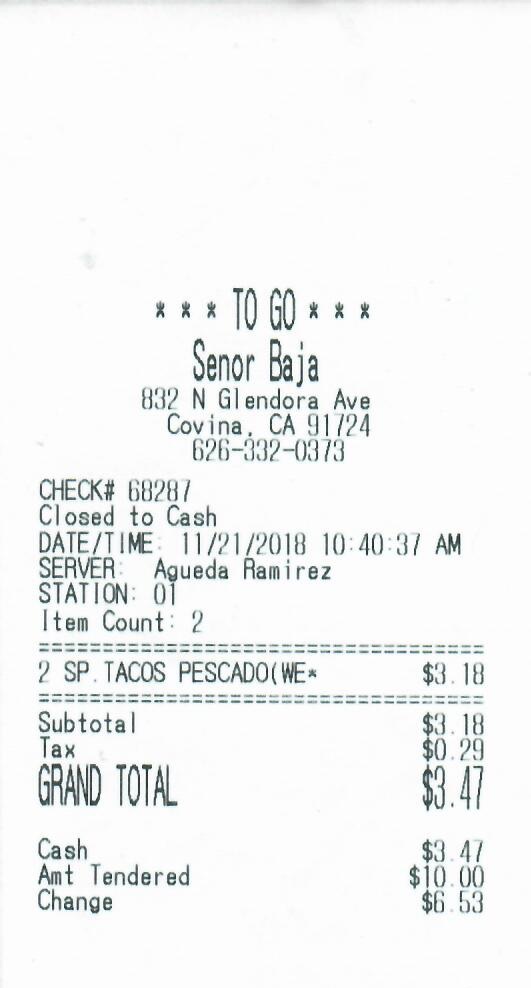 * * * TO GO * * *
Senor Baja
832 N Glendora Ave
Covina, CA 91724
626-332-0373
CHECK# 68287
Closed to Cash
DATE/TIME: 11/21/2018 10:40:37 AM
SERVER: Agueda Ramirez
STATION: 01
Item Count: 2
===================================
2 SP.TACOS PESCADO(WE* $3.18
===================================
Subtotal $3.18
Tax $0.29
GRAND TOTAL $3.47
Cash $3.47
Amt Tendered $10.00
Change $6.53